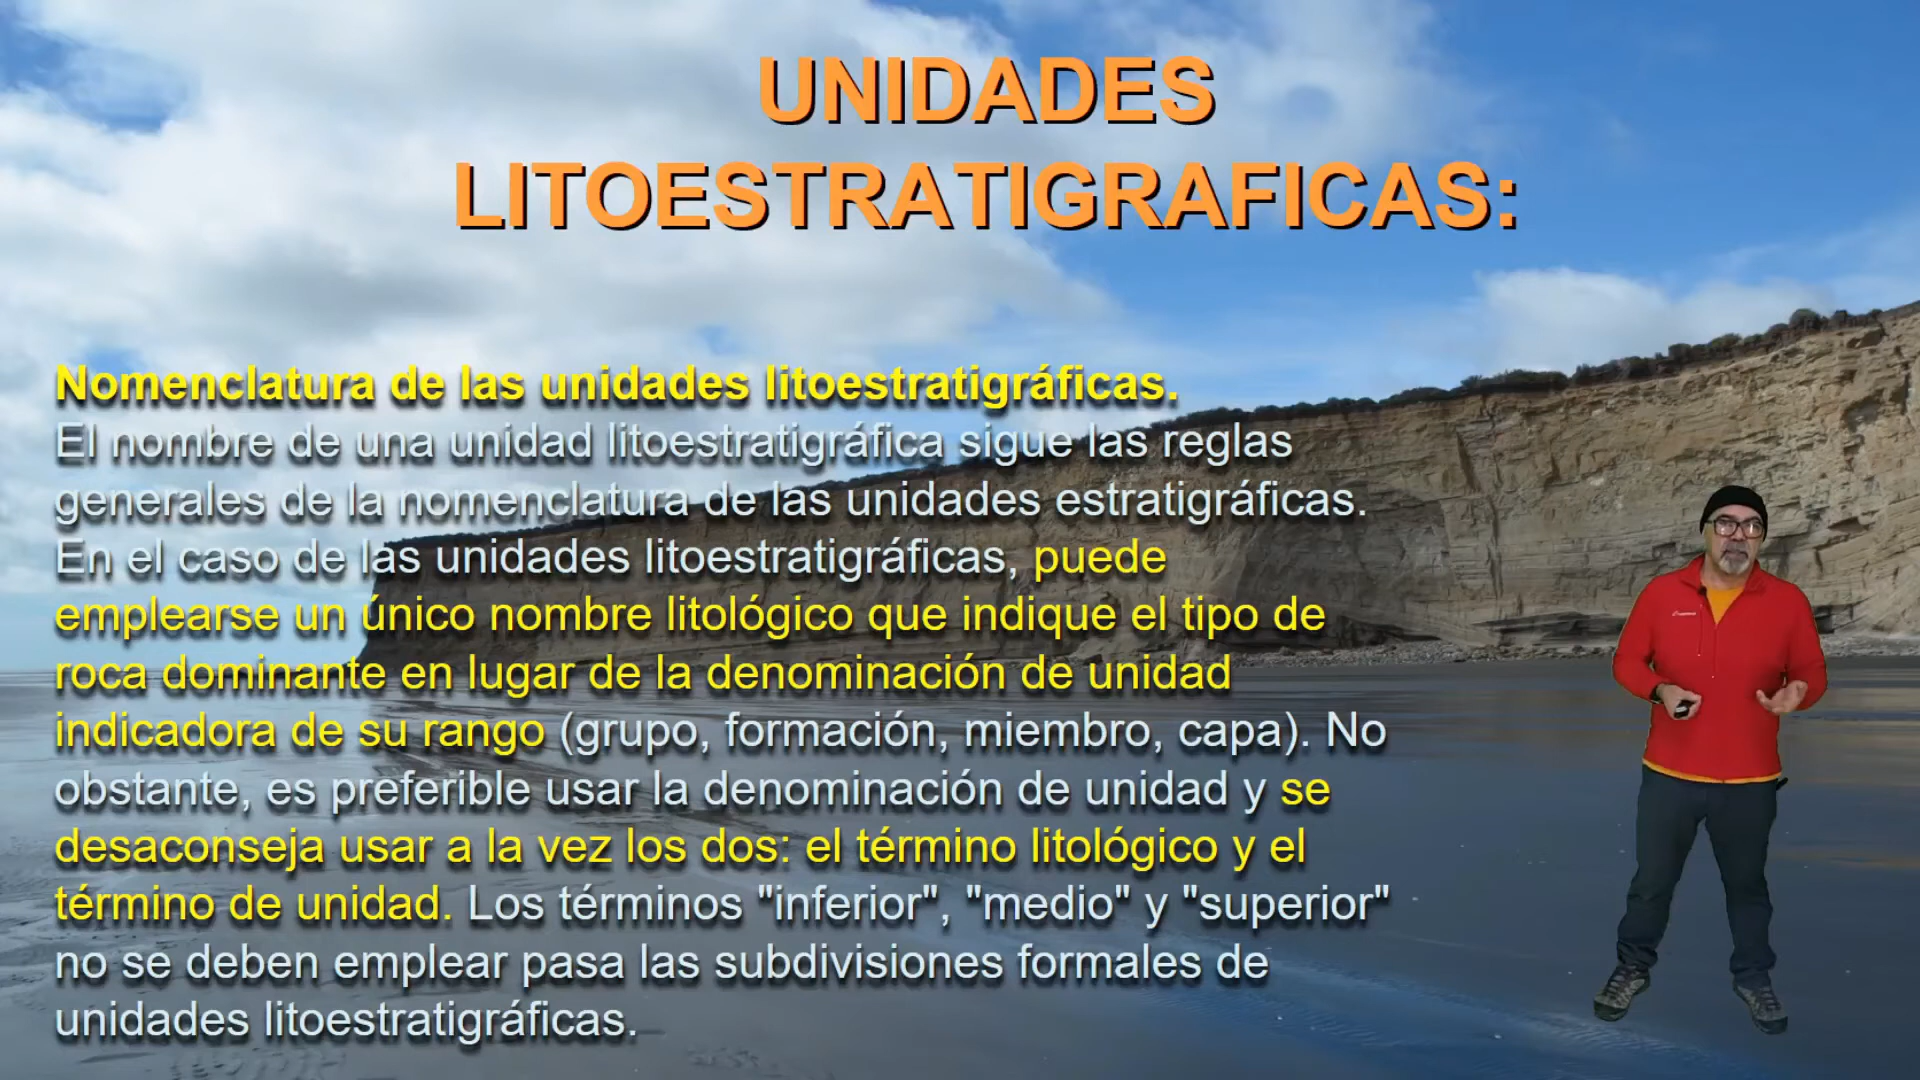 UNIDADES
LITOESTRATIGRAFICAS:
Nomenclatura de las unidades litoestratigráficas.
El nombre de una unidad litoestratigráfica sigue las reglas
generales de la nomenclatura de las unidades estratigráficas.
En el caso de las unidades litoestratigráficas, puede
emplearse un único nombre litológico que indique el tipo de
roca dominante en lugar de la denominación de unidad
indicadora de su rango (grupo, formación, miembro, capa). No
obstante, es preferible usar la denominación de unidad y se
desaconseja usar a la vez los dos: el término litológico y el
término de unidad. Los términos "inferior", "medio" y "superior"
no se deben emplear pasa las subdivisiones formales de
unidades litoestratigráficas.